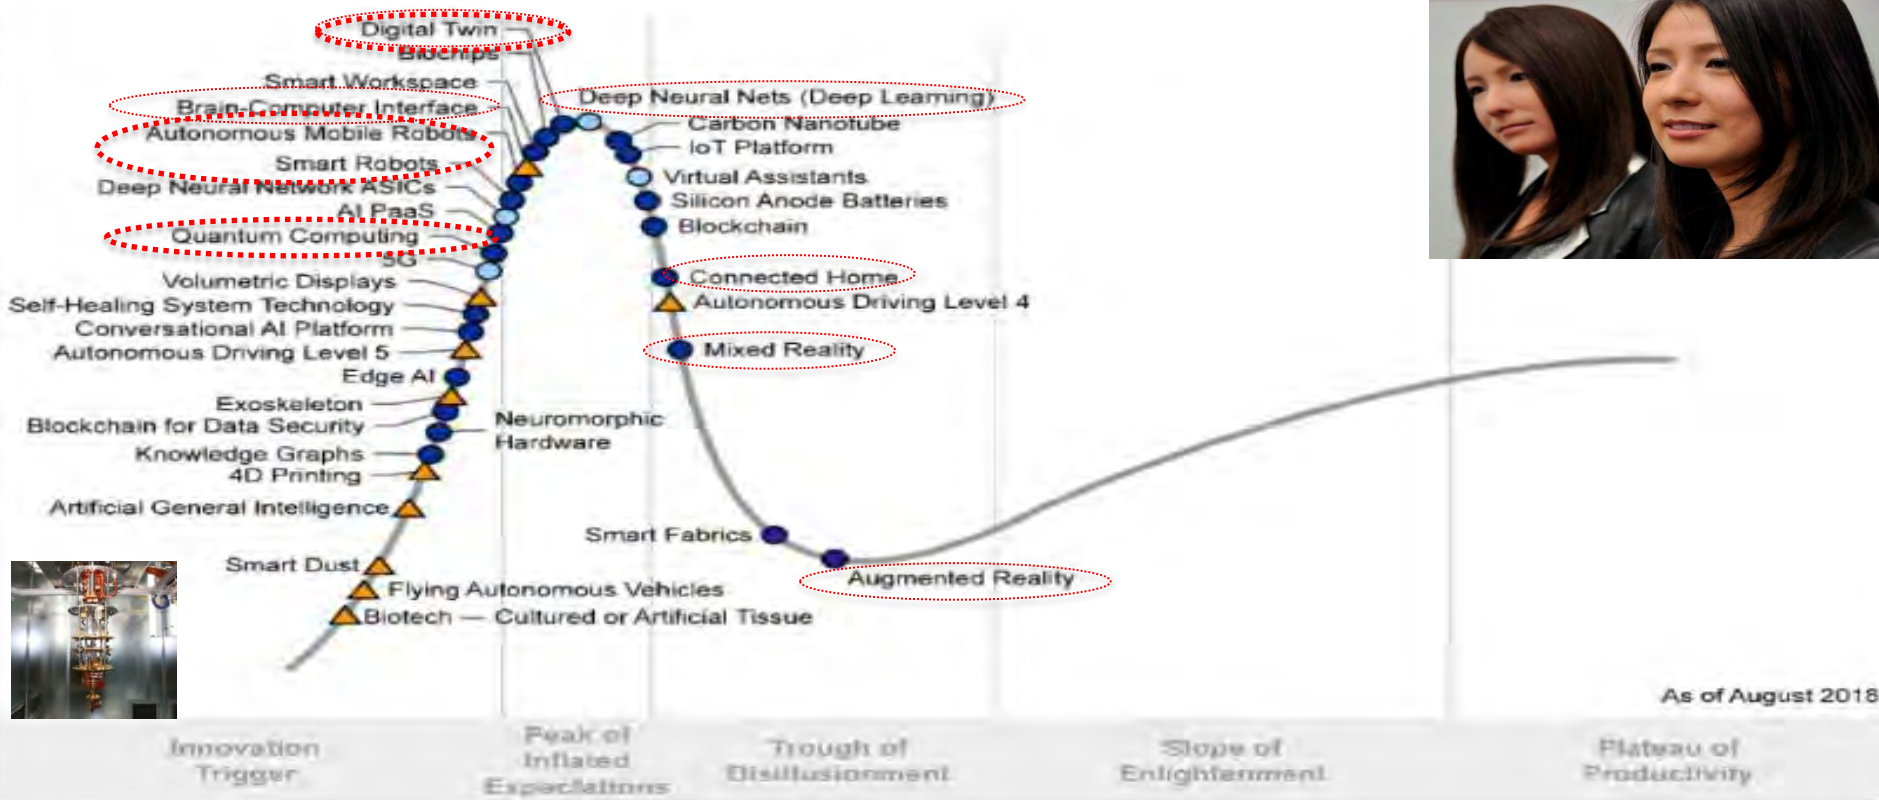 Digital Twin
Biochips
Smart Workspace
Brain-Computer Interface
Autonomous Mobile Robots
Smart Robots
Deep Neural Network ASICs
AI PaaS
Quantum Computing
5G
Volumetric Displays
Self-Healing System Technology
Conversational AI Platform
Autonomous Driving Level 5
Edge AI
Exoskeleton
Blockchain for Data Security
Neuromorphic
Hardware
Knowledge Graphs
4D Printing
Artificial General Intelligence
Smart Dust
Flying Autonomous Vehicles
Biotech — Cultured or Artificial Tissue
Deep Neural Nets (Deep Learning)
Carbon Nanotube
IoT Platform
Virtual Assistants
Silicon Anode Batteries
Blockchain
Connected Home
Autonomous Driving Level 4
Mixed Reality
Smart Fabrics
Augmented Reality
As of August 2018
Innovation
Trigger
Peak of
Inflated
Expectations
Trough of
Disillusionment
Slope of
Enlightenment
Plateau of
Productivity